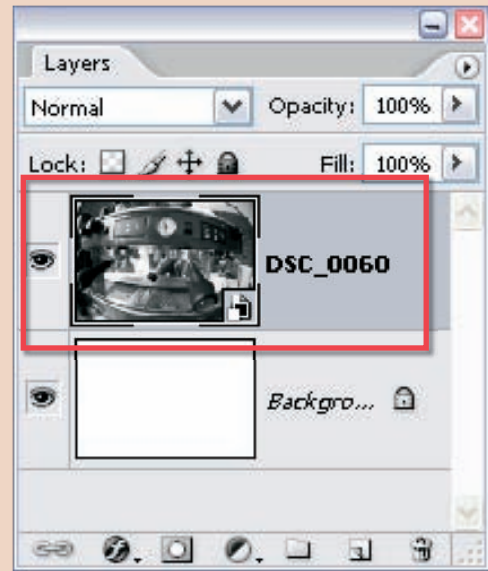 Layers
Normal Opacity: 100%
Lock: Fill: 100%
DSC_0060
Backgro...